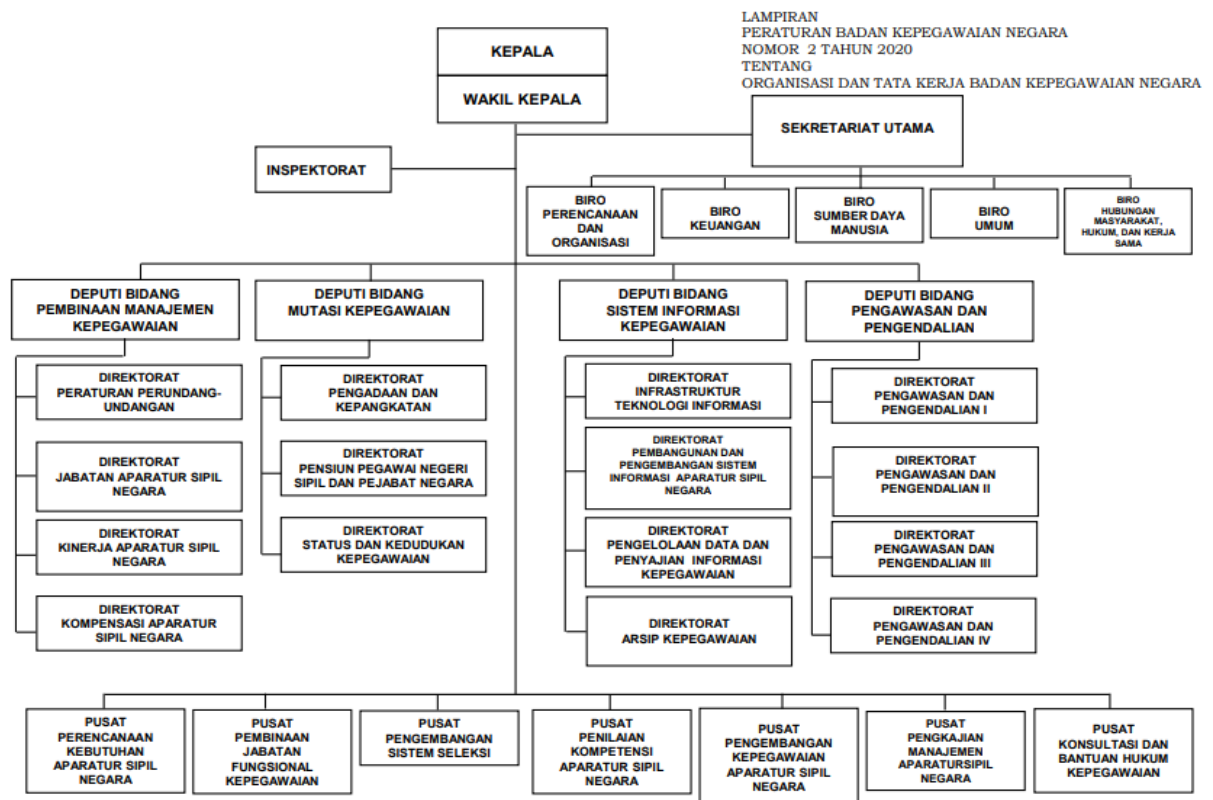 LAMPIRAN
PERATURAN BADAN KEPEGAWAIAN NEGARA
NOMOR 2 TAHUN 2020
TENTANG
ORGANISASI DAN TATA KERJA BADAN KEPEGAWAIAN NEGARA
KEPALA
WAKIL KEPALA
SEKRETARIAT UTAMA
INSPEKTORAT
BIRO
PERENCANAAN
DAN
ORGANISASI
BIRO
KEUANGAN
BIRO
SUMBER DAYA
MANUSIA
BIRO
UMUM
BIRO
HUBUNGAN
MASYARAKAT,
HUKUM, DAN KERJA
SAMA
DEPUTI BIDANG
PEMBINAAN MANAJEMEN
KEPEGAWAIAN
DIREKTORAT
PERATURAN PERUNDANG-
UNDANGAN
DIREKTORAT
JABATAN APARATUR SIPIL
NEGARA
DIREKTORAT
KINERJA APARATUR SIPIL
NEGARA
DIREKTORAT
KOMPENSASI APARATUR
SIPIL NEGARA
DEPUTI BIDANG
MUTASI KEPEGAWAIAN
DIREKTORAT
PENGADAAN DAN
KEPANGKATAN
DIREKTORAT
PENSIUN PEGAWAI NEGERI
SIPIL DAN PEJABAT NEGARA
DIREKTORAT
STATUS DAN KEDUDUKAN
KEPEGAWAIAN
DEPUTI BIDANG
SISTEM INFORMASI
KEPEGAWAIAN
DIREKTORAT
INFRASTRUKTUR
TEKNOLOGI INFORMASI
DIREKTORAT
PEMBANGUNAN DAN
PENGEMBANGAN SISTEM
INFORMASI APARATUR SIPIL
NEGARA
DIREKTORAT
PENGELOLAAN DATA DAN
PENYAJIAN INFORMASI
KEPEGAWAIAN
DIREKTORAT
ARSIP KEPEGAWAIAN
DEPUTI BIDANG
PENGAWASAN DAN
PENGENDALIAN
DIREKTORAT
PENGAWASAN DAN
PENGENDALIAN I
DIREKTORAT
PENGAWASAN DAN
PENGENDALIAN II
DIREKTORAT
PENGAWASAN DAN
PENGENDALIAN III
DIREKTORAT
PENGAWASAN DAN
PENGENDALIAN IV
PUSAT
PERENCANAAN
KEBUTUHAN
APARATUR SIPIL
NEGARA
PUSAT
PEMBINAAN
JABATAN
FUNGSIONAL
KEPEGAWAIAN
PUSAT
PENGEMBANGAN
SISTEM SELEKSI
PUSAT
PENILAIAN
KOMPETENSI
APARATUR SIPIL
NEGARA
PUSAT
PENGEMBANGAN
KEPEGAWAIAN
APARATUR SIPIL
NEGARA
PUSAT
PENGKAJIAN
MANAJEMEN
APARATURSIPIL
NEGARA
PUSAT
KONSULTASI DAN
BANTUAN HUKUM
KEPEGAWAIAN